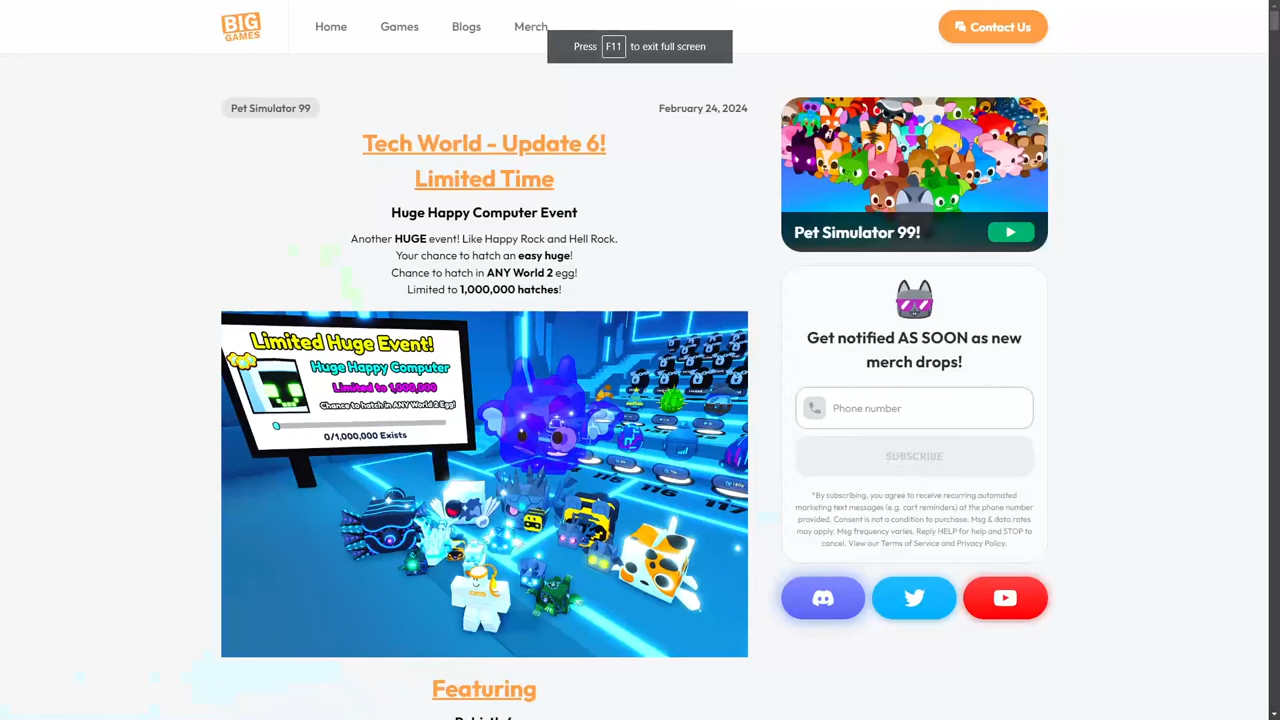 BIG
GAMES
Home
Games
Blogs
Merch
Contact Us
Press F11 to exit full screen
Pet Simulator 99
February 24, 2024
Tech World - Update 6!
Limited Time
Huge Happy Computer Event
Another HUGE event! Like Happy Rock and Hell Rock.
Your chance to hatch an easy huge!
Chance to hatch in ANY World 2 egg!
Limited to 1,000,000 hatches!
Limited Huge Event!
Huge Happy Computer
Limited to 1,000,000
Chance to hatch in ANY World 2 Egg!
0/1,000,000 Exists
116
116
117
Featuring
Pet Simulator 99!
Get notified AS SOON as new
merch drops!
Phone number
SUBSCRIBE
*By subscribing, you agree to receive recurring automated
marketing text messages (e.g. cart reminders) at the phone number
provided. Consent is not a condition to purchase. Msg & data rates
may apply. Msg frequency varies. Reply HELP for help and STOP to
cancel. View our Terms of Service and Privacy Policy.